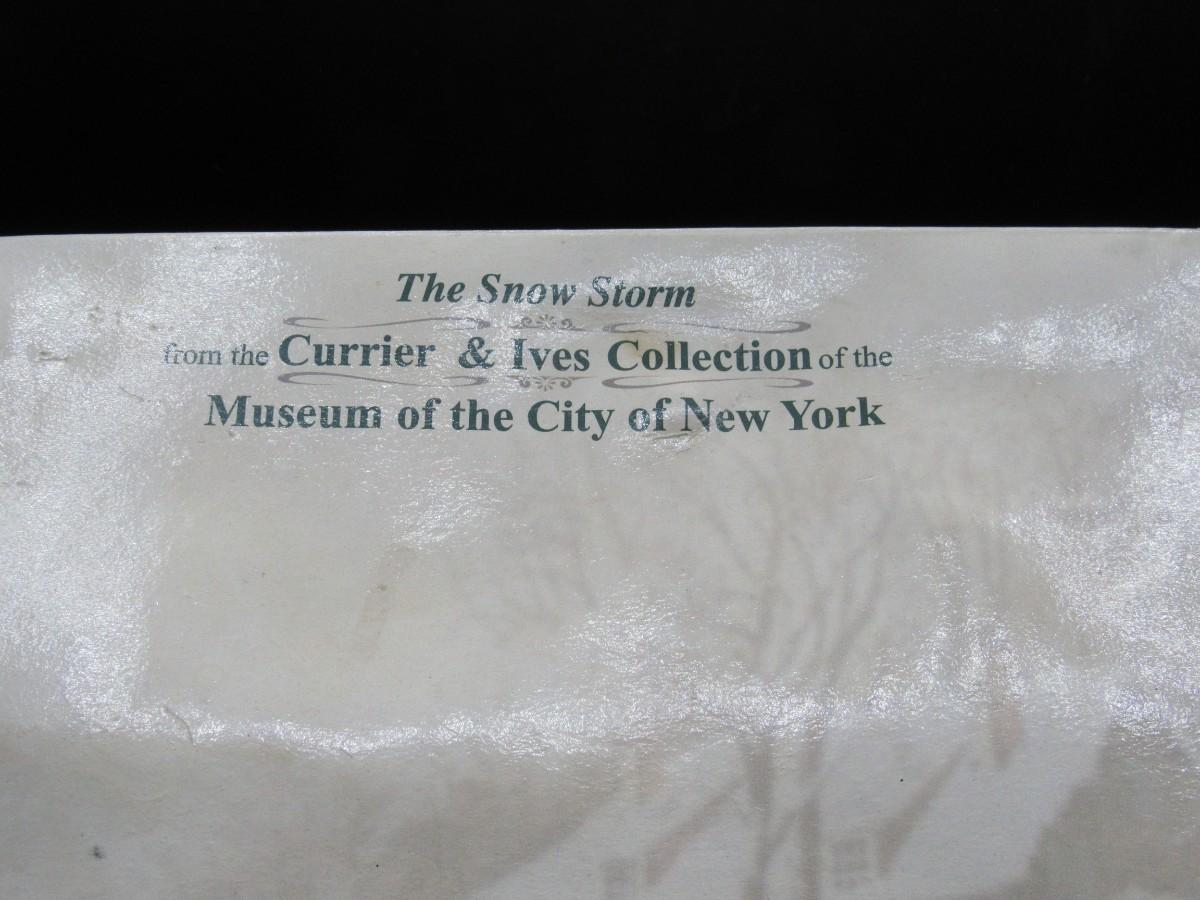 The Snow Storm
from the Currier & Ives Collection of the
Museum of the City of New York